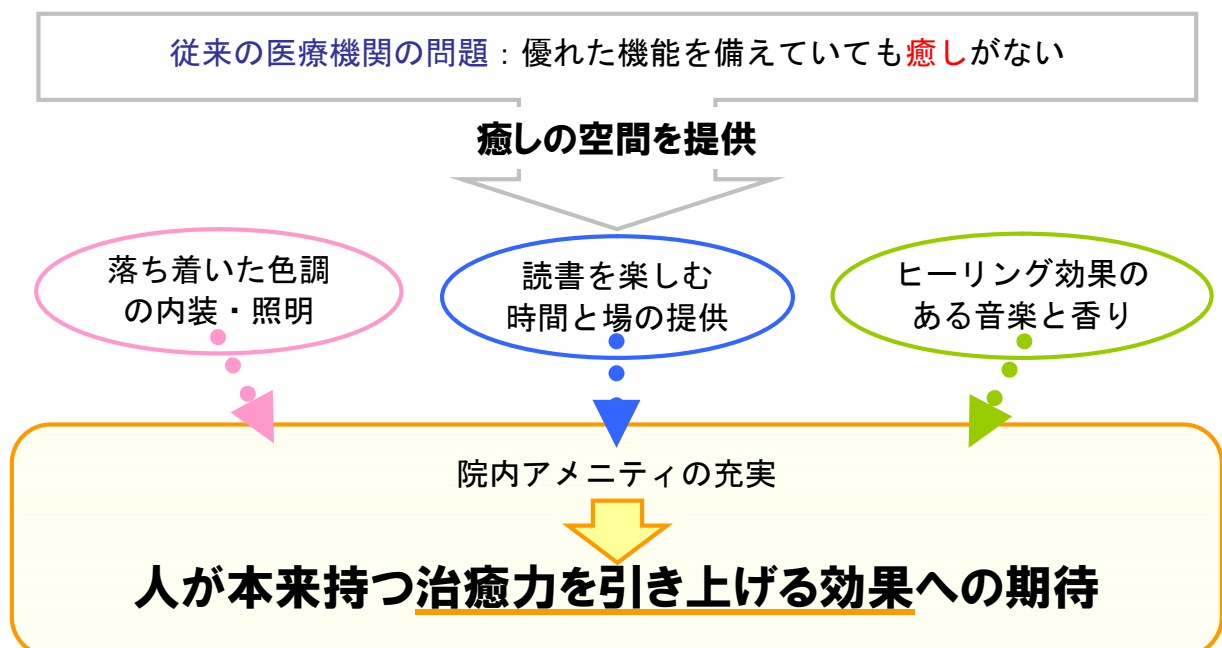 従来の医療機関の問題：優れた機能を備えていても癒しがない
癒しの空間を提供
落ち着いた色調
の内装・照明
読書を楽しむ
時間と場の提供
ヒーリング効果の
ある音楽と香り
院内アメニティの充実
人が本来持つ治癒力を引き上げる効果への期待